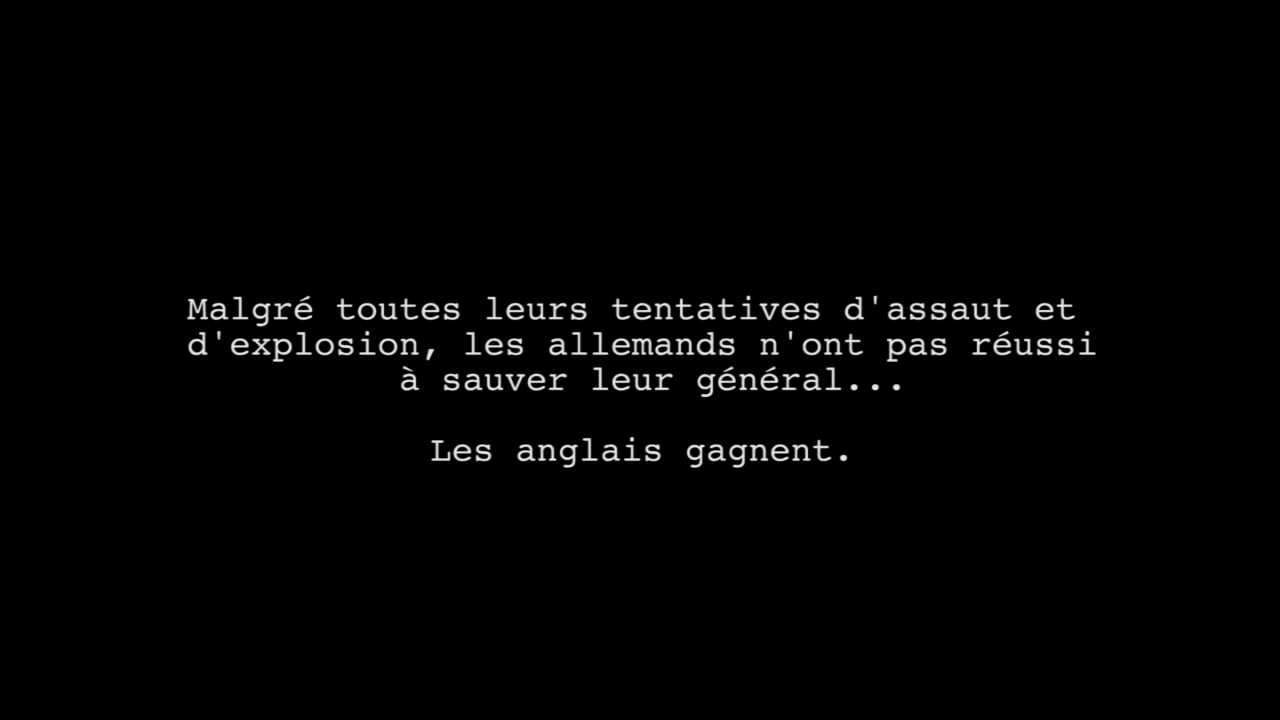 Malgré toutes leurs tentatives d'assaut et
d'explosion, les allemands n'ont pas réussi
à sauver leur général...
Les anglais gagnent.